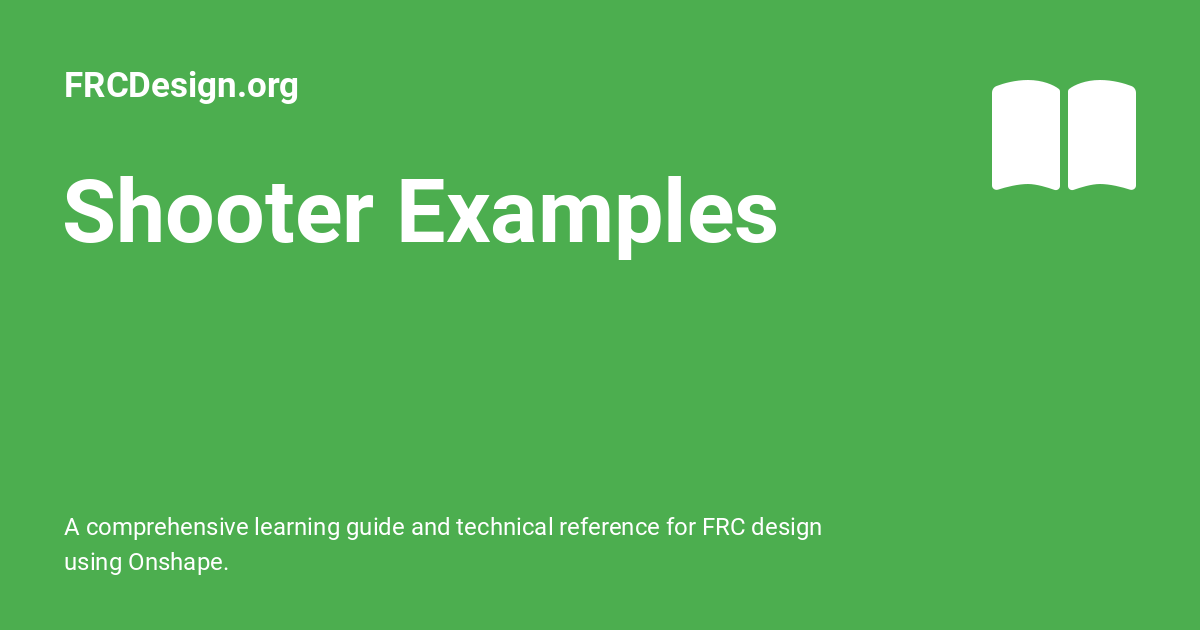 FRCDesign.org
Shooter Examples
A comprehensive learning guide and technical reference for FRC design
using Onshape.